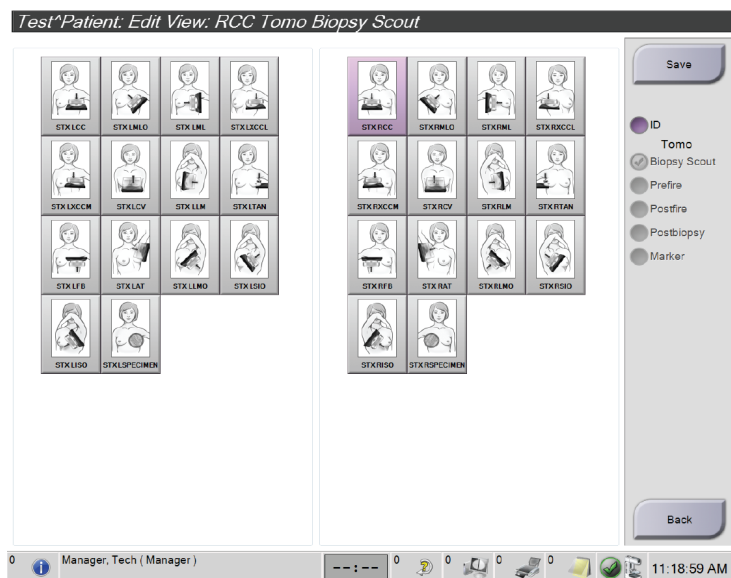 Test^Patient: Edit View: RCC Tomo Biopsy Scout
STX LCC STX LMLO STX LML STX LXCCL
STX LXCCM STX LCV STX LLM STX LTAN
STX LFB STX LAT STX LLMO STX LSIO
STX LISO STX LSPECIMEN
STX RCC STX RMLO STX RML STX RXCCL
STX RXCCM STX RCV STX RLM STX RTAN
STX RFB STX RAT STX RLMO STX RSIO
STX RISO STX RSPECIMEN
Save
ID
Tomo
Biopsy Scout
Prefire
Postfire
Postbiopsy
Marker
Back
0 Manager, Tech ( Manager ) --:-- 0 0 0 0 11:18:59 AM